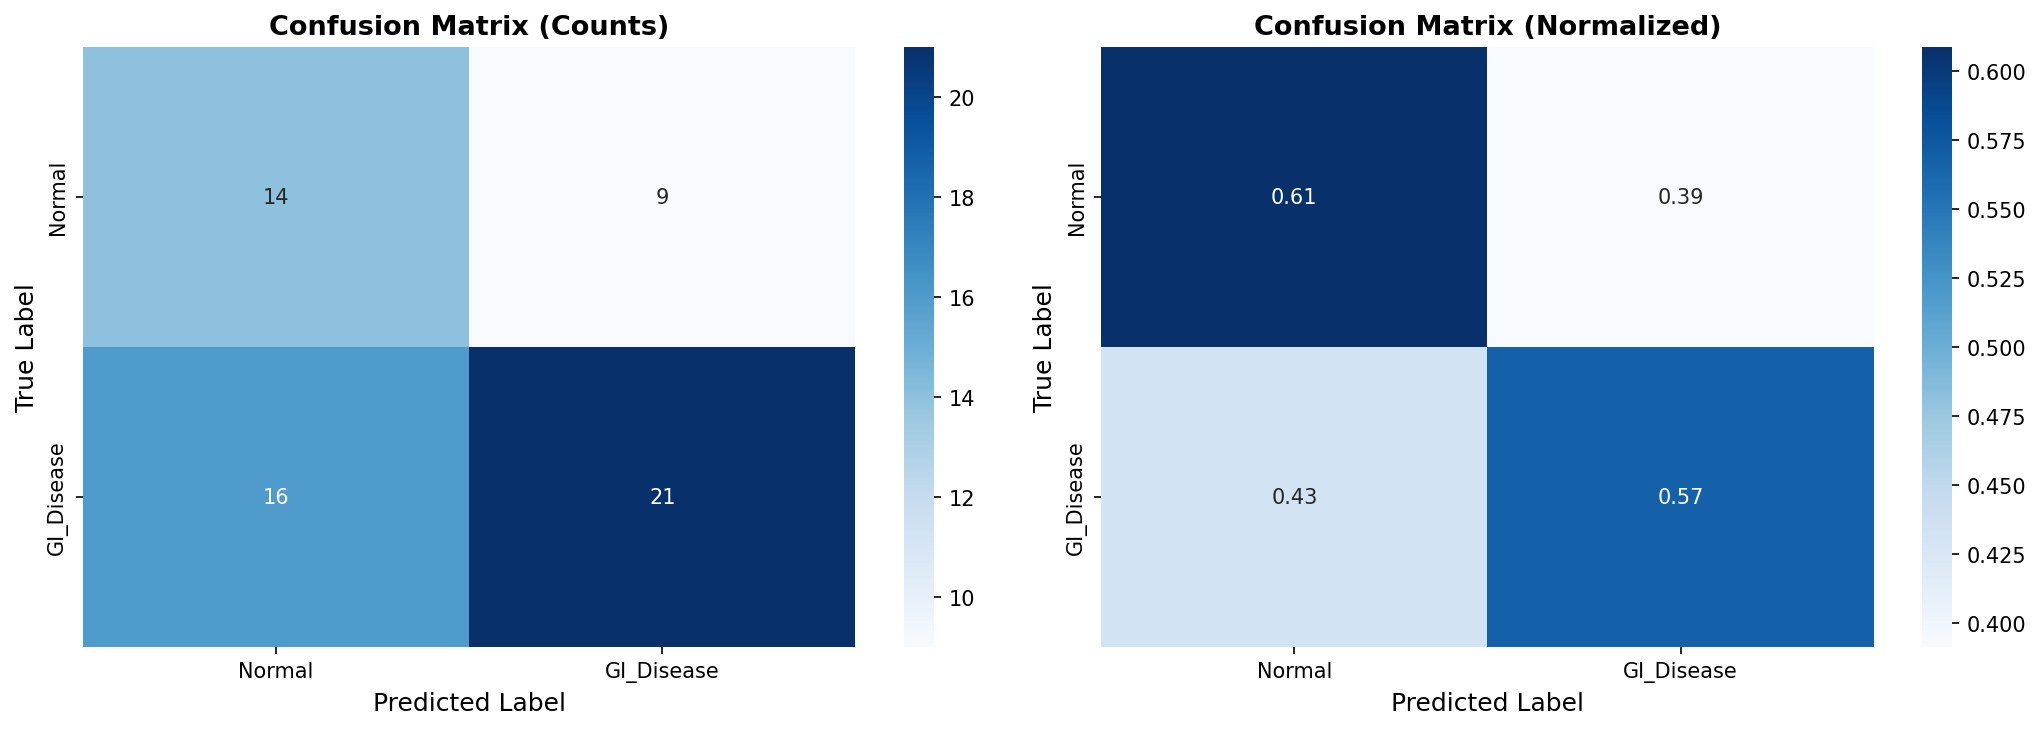 Confusion Matrix (Counts)
Normal
GI_Disease
True Label
14
9
16
21
Normal
GI_Disease
Predicted Label
20
18
16
14
12
10
Confusion Matrix (Normalized)
Normal
GI_Disease
True Label
0.61
0.39
0.43
0.57
Normal
GI_Disease
Predicted Label
0.600
0.575
0.550
0.525
0.500
0.475
0.450
0.425
0.400